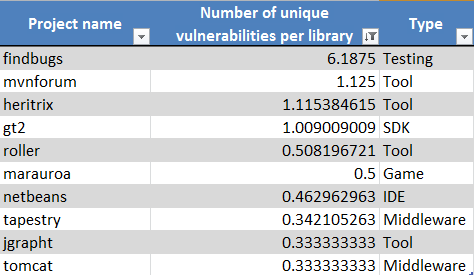 Project name Number of unique vulnerabilities per library Type
findbugs 6.1875 Testing
mvnforum 1.125 Tool
heritrix 1.115384615 Tool
gt2 1.009009009 SDK
roller 0.508196721 Tool
marauroa 0.5 Game
netbeans 0.462962963 IDE
tapestry 0.342105263 Middleware
jgrapht 0.333333333 Tool
tomcat 0.333333333 Middleware